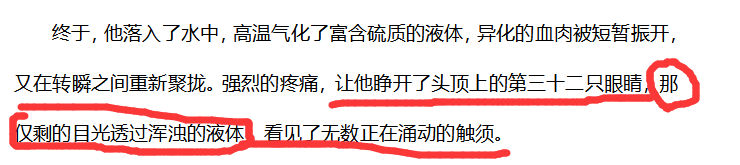 终于，他落入了水中，高温气化了富含硫质的液体，异化的血肉被短暂振开，
又在转瞬之间重新聚拢。强烈的疼痛，让他睁开了头顶上的第三十二只眼睛，那
仅剩的目光透过浑浊的液体，看见了无数正在涌动的触须。